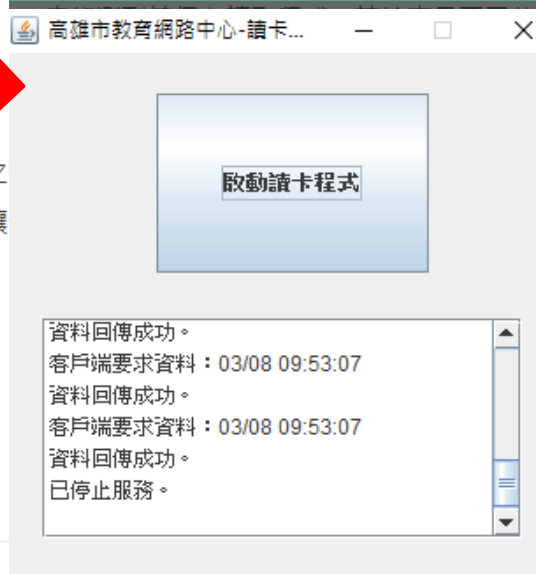 高雄市教育網路中心-讀卡...
啟動讀卡程式
資料回傳成功。
客戶端要求資料：03/08 09:53:07
資料回傳成功。
客戶端要求資料：03/08 09:53:07
資料回傳成功。
已停止服務。